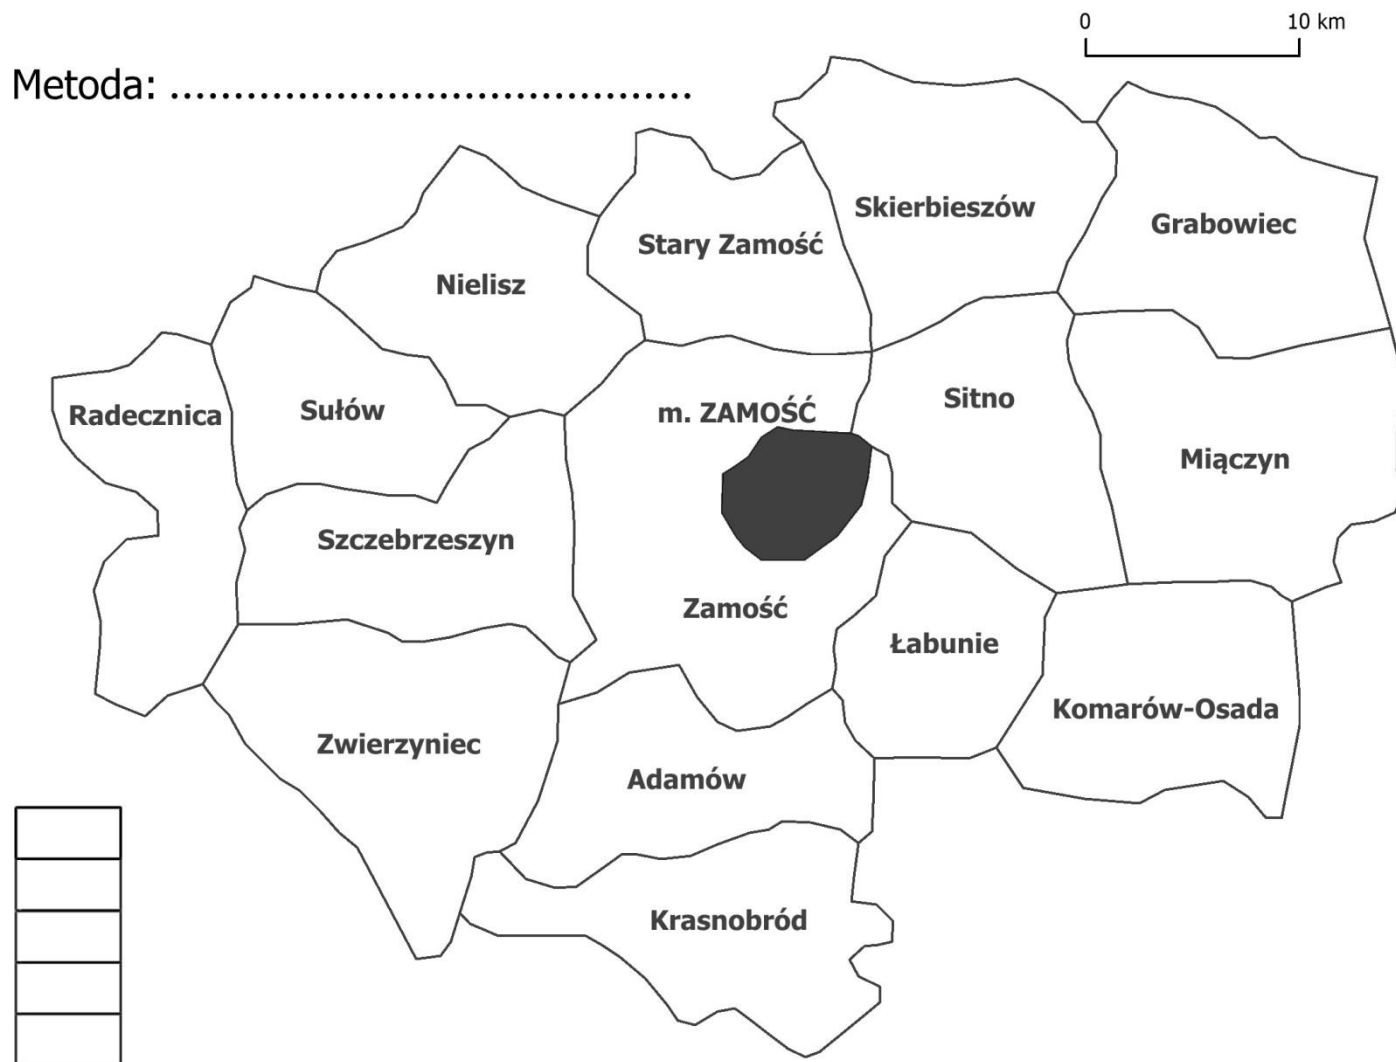 0 10 km
Metoda: ..........................................
Skierbieszów
Grabowiec
Stary Zamość
Nielisz
Radecznica
Sułów
m. ZAMOŚĆ
Sitno
Miączyn
Szczebrzeszyn
Zamość
Łabunie
Komarów-Osada
Zwierzyniec
Adamów
Krasnobród